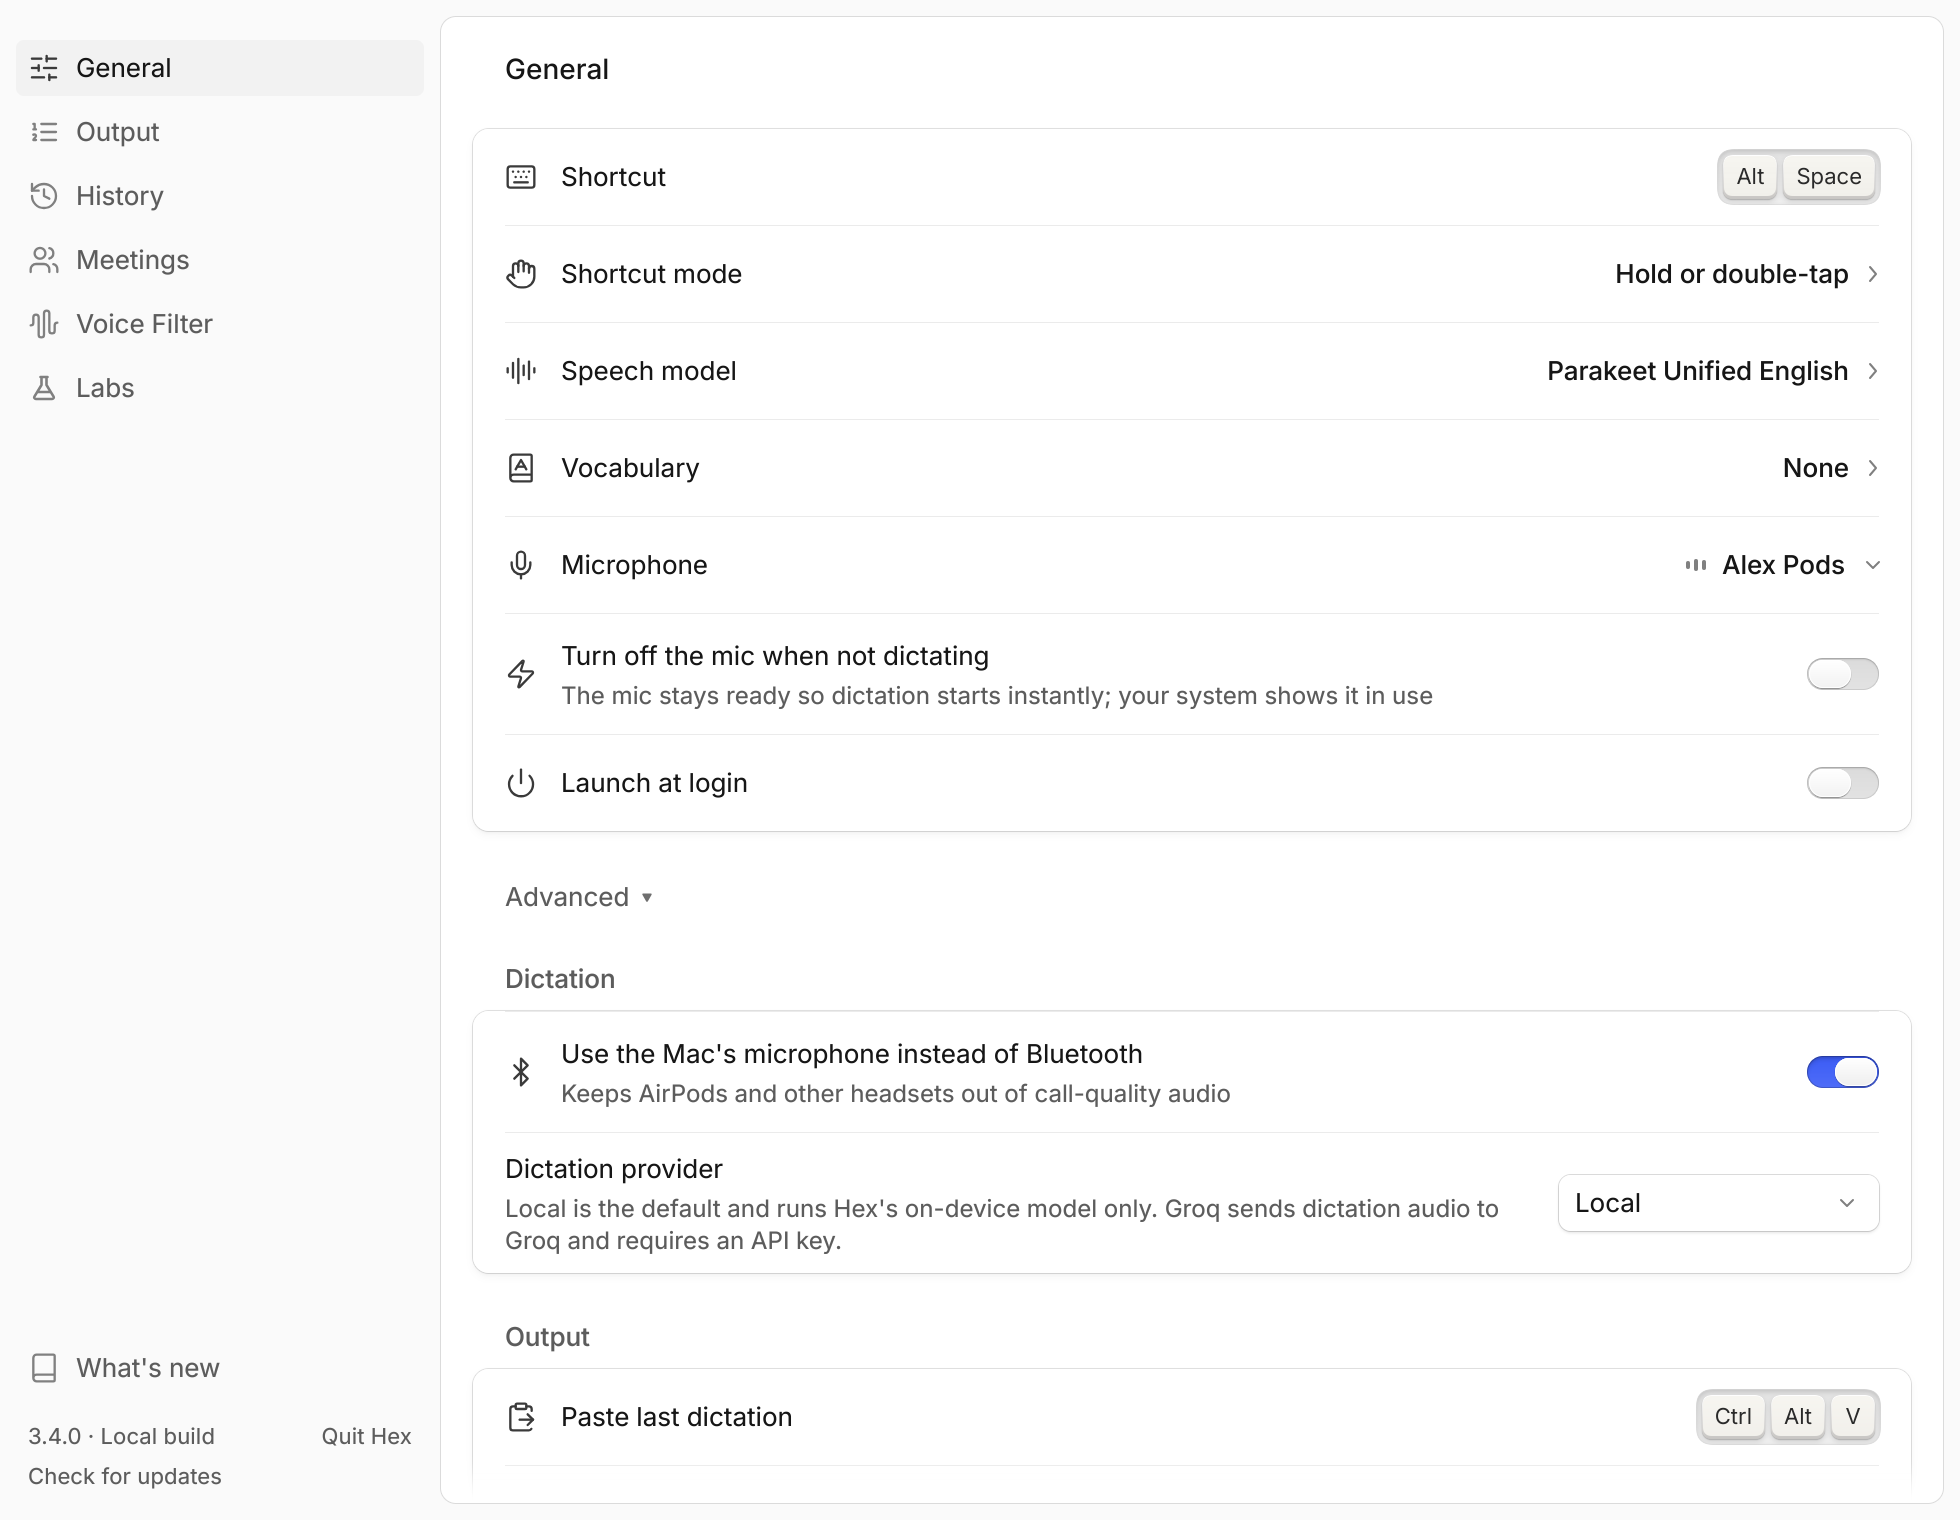 General
Output
History
Meetings
Voice Filter
Labs
What's new
3.4.0 · Local build
Quit Hex
Check for updates
General
Shortcut
Alt Space
Shortcut mode
Hold or double-tap
Speech model
Parakeet Unified English
Vocabulary
None
Microphone
Alex Pods
Turn off the mic when not dictating
The mic stays ready so dictation starts instantly; your system shows it in use
Launch at login
Advanced
Dictation
Use the Mac's microphone instead of Bluetooth
Keeps AirPods and other headsets out of call-quality audio
Dictation provider
Local is the default and runs Hex's on-device model only. Groq sends dictation audio to
Groq and requires an API key.
Local
Output
Paste last dictation
Ctrl Alt V